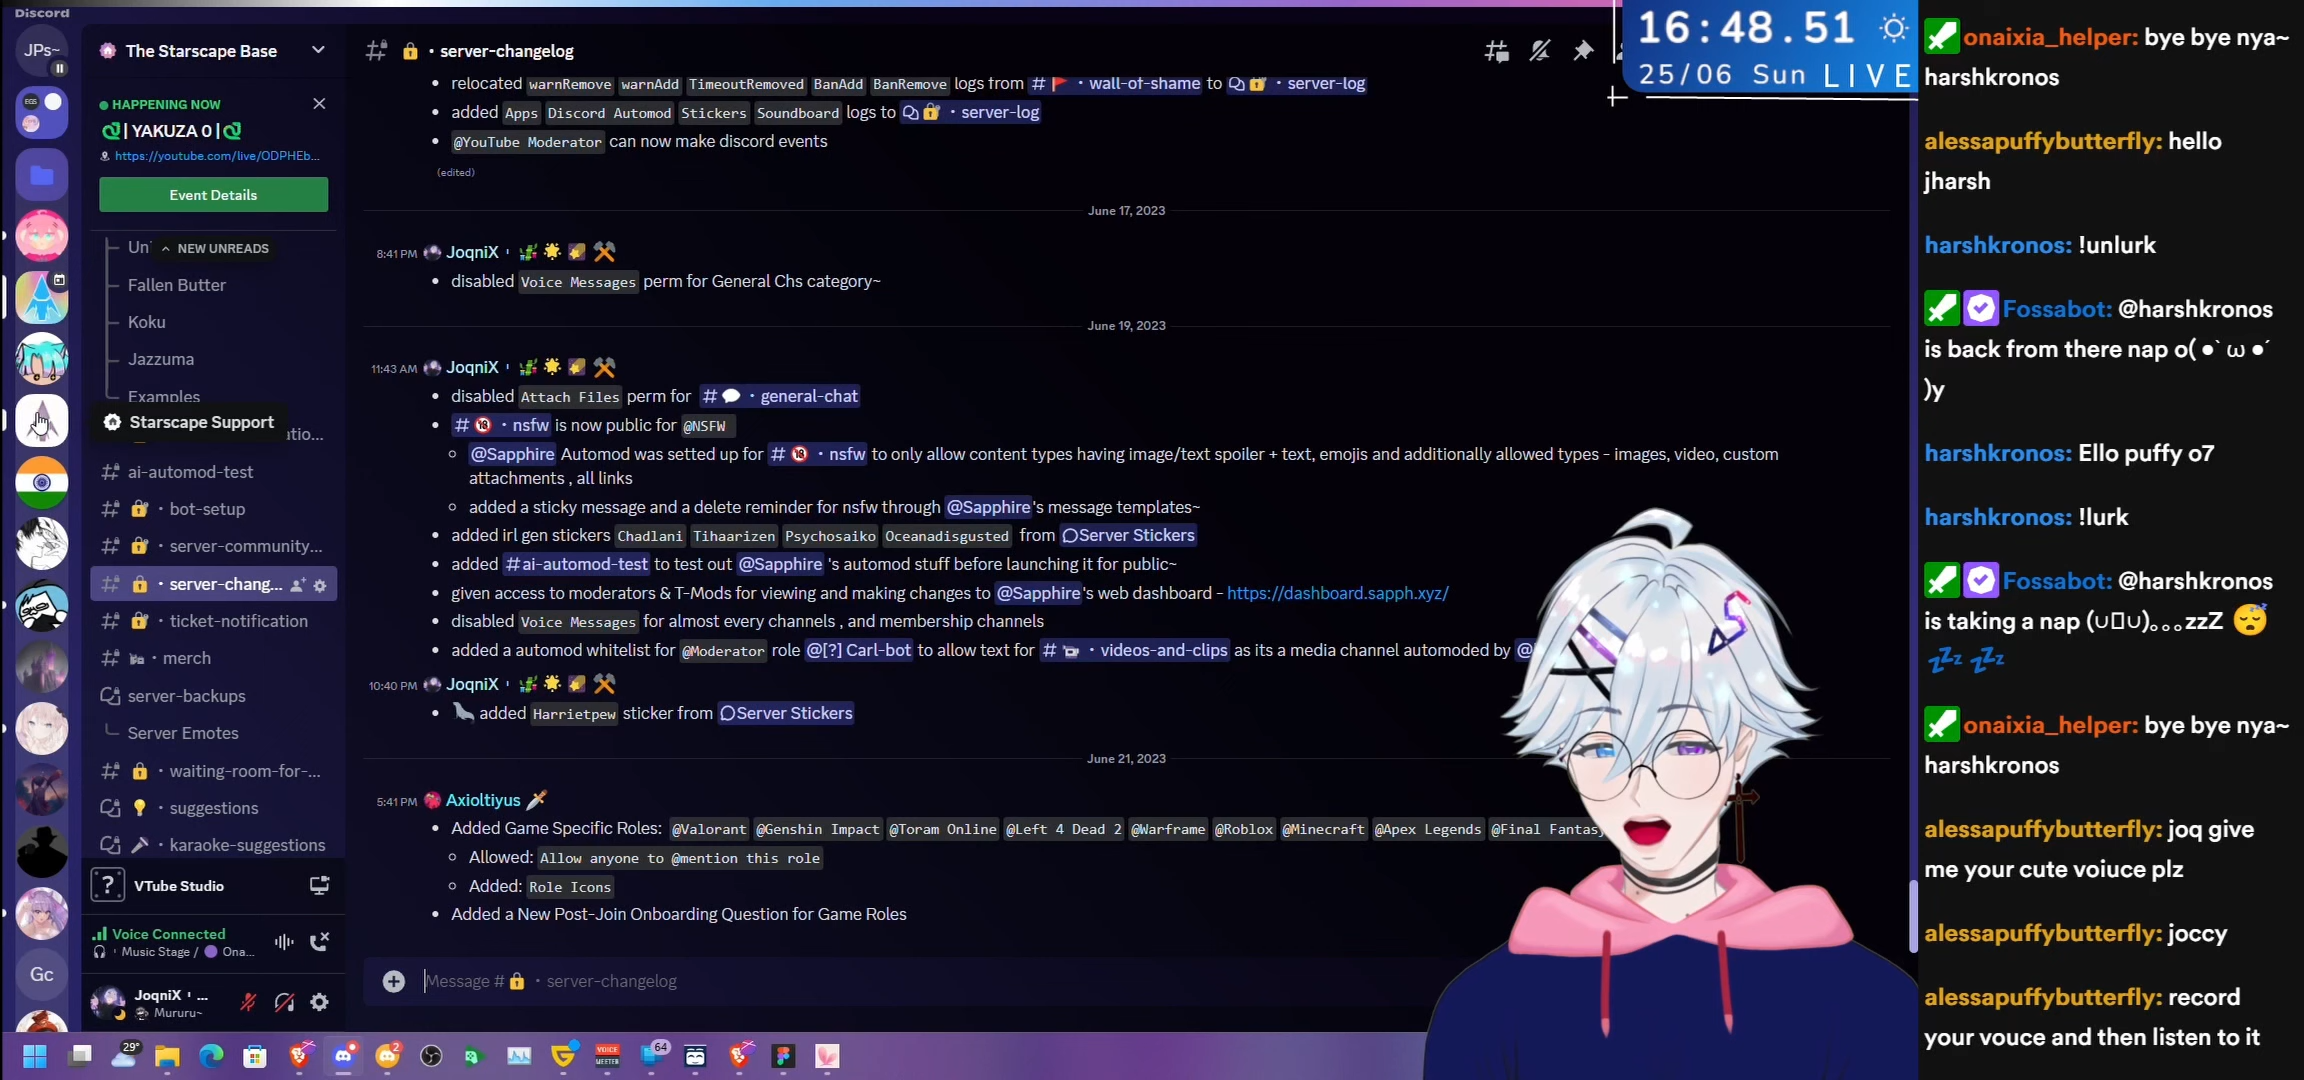 Discord
JPs~
EGS
Gc
The Starscape Base
HAPPENING NOW
| YAKUZA 0 |
https://youtube.com/live/ODPHEb...
Event Details
NEW UNREADS
Fallen Butter
Koku
Jazzuma
Examples
Starscape Support
atio...
ai-automod-test
bot-setup
server-community...
server-chang...
ticket-notification
merch
server-backups
Server Emotes
waiting-room-for-...
suggestions
karaoke-suggestions
? VTube Studio
Voice Connected
Music Stage / Ona...
JoqniX ' ...
Mururu~
server-changelog
• relocated warnRemove warnAdd TimeoutRemoved BanAdd BanRemove logs from # • wall-of-shame to • server-log
• added Apps Discord Automod Stickers Soundboard logs to • server-log
• @YouTube Moderator can now make discord events
(edited)
June 17, 2023
8:41 PM JoqniX '
• disabled Voice Messages perm for General Chs category~
June 19, 2023
11:43 AM JoqniX '
• disabled Attach Files perm for # • general-chat
• # 🔞 • nsfw is now public for @NSFW
◦ @Sapphire Automod was setted up for # 🔞 • nsfw to only allow content types having image/text spoiler + text, emojis and additionally allowed types - images, video, custom
attachments , all links
◦ added a sticky message and a delete reminder for nsfw through @Sapphire's message templates~
• added irl gen stickers Chadlani Tihaarizen Psychosaiko Oceanadisgusted from Server Stickers
• added #ai-automod-test to test out @Sapphire 's automod stuff before launching it for public~
• given access to moderators & T-Mods for viewing and making changes to @Sapphire's web dashboard - https://dashboard.sapph.xyz/
• disabled Voice Messages for almost every channels , and membership channels
• added a automod whitelist for @Moderator role @[?] Carl-bot to allow text for # • videos-and-clips as its a media channel automoded by @
10:40 PM JoqniX '
• added Harrietpew sticker from Server Stickers
June 21, 2023
5:41 PM Axioltiyus
• Added Game Specific Roles: @Valorant @Genshin Impact @Toram Online @Left 4 Dead 2 @Warframe @Roblox @Minecraft @Apex Legends @Final Fantasy
◦ Allowed: Allow anyone to @mention this role
◦ Added: Role Icons
• Added a New Post-Join Onboarding Question for Game Roles
Message # • server-changelog
29°
2
VOICE MEETER
64
16:48.51
25/06 Sun LIVE
onaixia_helper: bye bye nya~
harshkronos
alessapuffybutterfly: hello
jharsh
harshkronos: !unlurk
Fossabot: @harshkronos
is back from there nap o( •̀ ω •́
)y
harshkronos: Ello puffy o7
harshkronos: !lurk
Fossabot: @harshkronos
is taking a nap (∪▯∪)｡｡｡zzZ 😴
💤 💤
onaixia_helper: bye bye nya~
harshkronos
alessapuffybutterfly: joq give
me your cute voiuce plz
alessapuffybutterfly: joccy
alessapuffybutterfly: record
your vouce and then listen to it